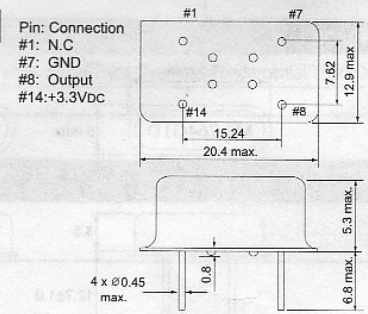 Pin: Connection
#1: N.C
#7: GND
#8: Output
#14:+3.3VDC
#1
#7
#14
#8
7.62
12.9 max
15.24
20.4 max.
5.3 max.
0.8
4 x Ø0.45
max.
6.8 max.